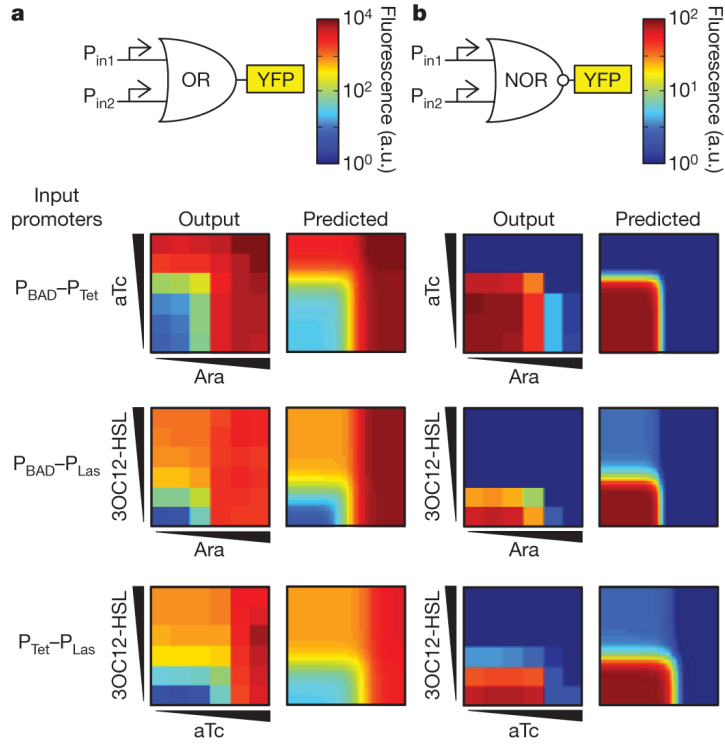 a
P_in1
P_in2
OR
YFP
10^4
10^2
10^0
Fluorescence (a.u.)
b
P_in1
P_in2
NOR
YFP
10^2
10^1
10^0
Fluorescence (a.u.)
Input
promoters
Output
Predicted
Output
Predicted
P_BAD–P_Tet
aTc
Ara
aTc
Ara
P_BAD–P_Las
3OC12-HSL
Ara
3OC12-HSL
Ara
P_Tet–P_Las
3OC12-HSL
aTc
3OC12-HSL
aTc